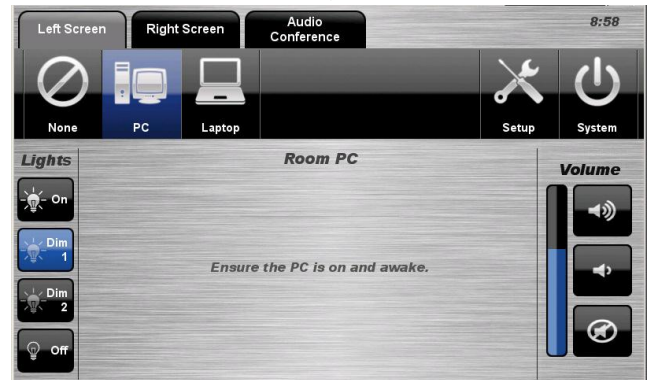 Left Screen
Right Screen
Audio
Conference
8:58
None
PC
Laptop
Setup
System
Lights
Room PC
Volume
On
Dim
1
Ensure the PC is on and awake.
Dim
2
Off